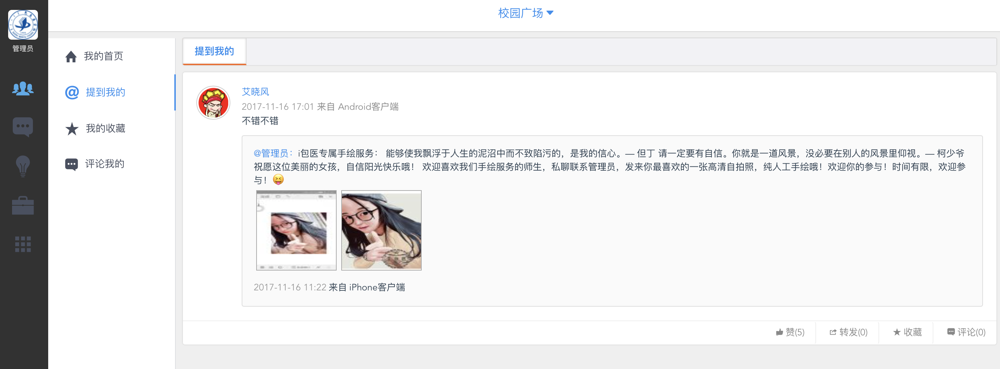 校园广场
管理员
我的首页
提到我的
我的收藏
评论我的
提到我的
艾晓风
2017-11-16 17:01 来自 Android客户端
不错不错
@管理员：i包医专属手绘服务： 能够使我飘浮于人生的泥沼中而不致陷污的，是我的信心。— 但丁 请一定要有自信。你就是一道风景，没必要在别人的风景里仰视。— 柯少爷
祝愿这位美丽的女孩，自信阳光快乐哦！ 欢迎喜欢我们手绘服务的师生，私聊联系管理员，发来你最喜欢的一张高清自拍照，纯人工手绘哦！欢迎你的参与！时间有限，欢迎参
与！😝
2017-11-16 11:22 来自 iPhone客户端
赞(5)
转发(0)
收藏
评论(0)